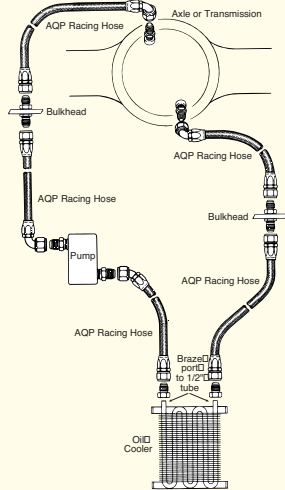 Axle or Transmission
AQP Racing Hose
Bulkhead
AQP Racing Hose
AQP Racing Hose
Bulkhead
Pump
AQP Racing Hose
AQP Racing Hose
Braze□
port□
to 1/2"□
tube
Oil□
Cooler